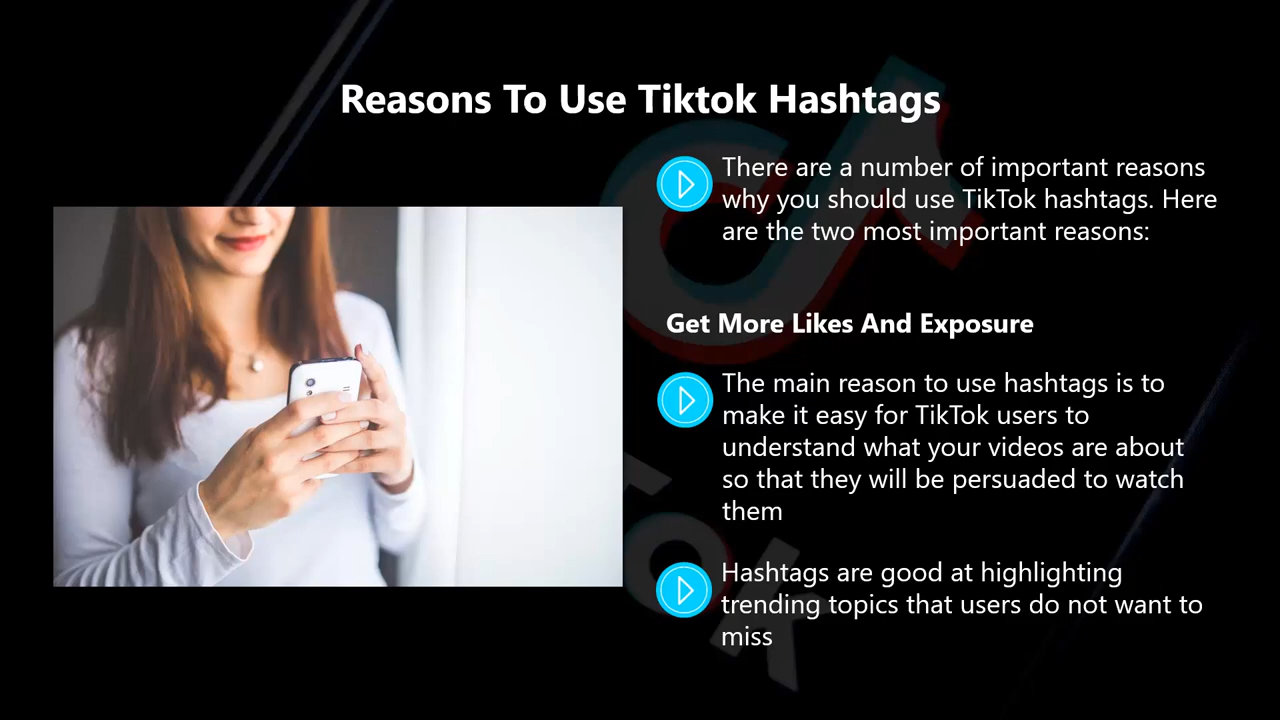 Reasons To Use Tiktok Hashtags
There are a number of important reasons
why you should use TikTok hashtags. Here
are the two most important reasons:
Get More Likes And Exposure
The main reason to use hashtags is to
make it easy for TikTok users to
understand what your videos are about
so that they will be persuaded to watch
them
Hashtags are good at highlighting
trending topics that users do not want to
miss